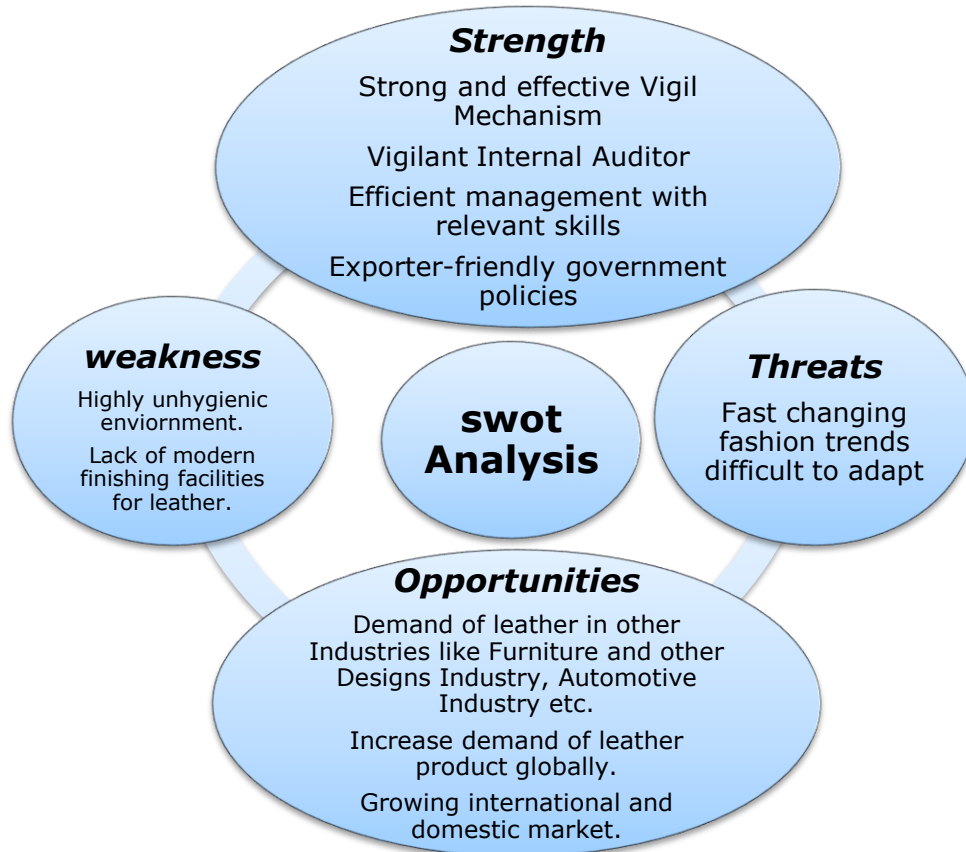 Strength
Strong and effective Vigil
Mechanism
Vigilant Internal Auditor
Efficient management with
relevant skills
Exporter-friendly government
policies
weakness
Highly unhygienic
enviornment.
Lack of modern
finishing facilities
for leather.
swot
Analysis
Threats
Fast changing
fashion trends
difficult to adapt
Opportunities
Demand of leather in other
Industries like Furniture and other
Designs Industry, Automotive
Industry etc.
Increase demand of leather
product globally.
Growing international and
domestic market.